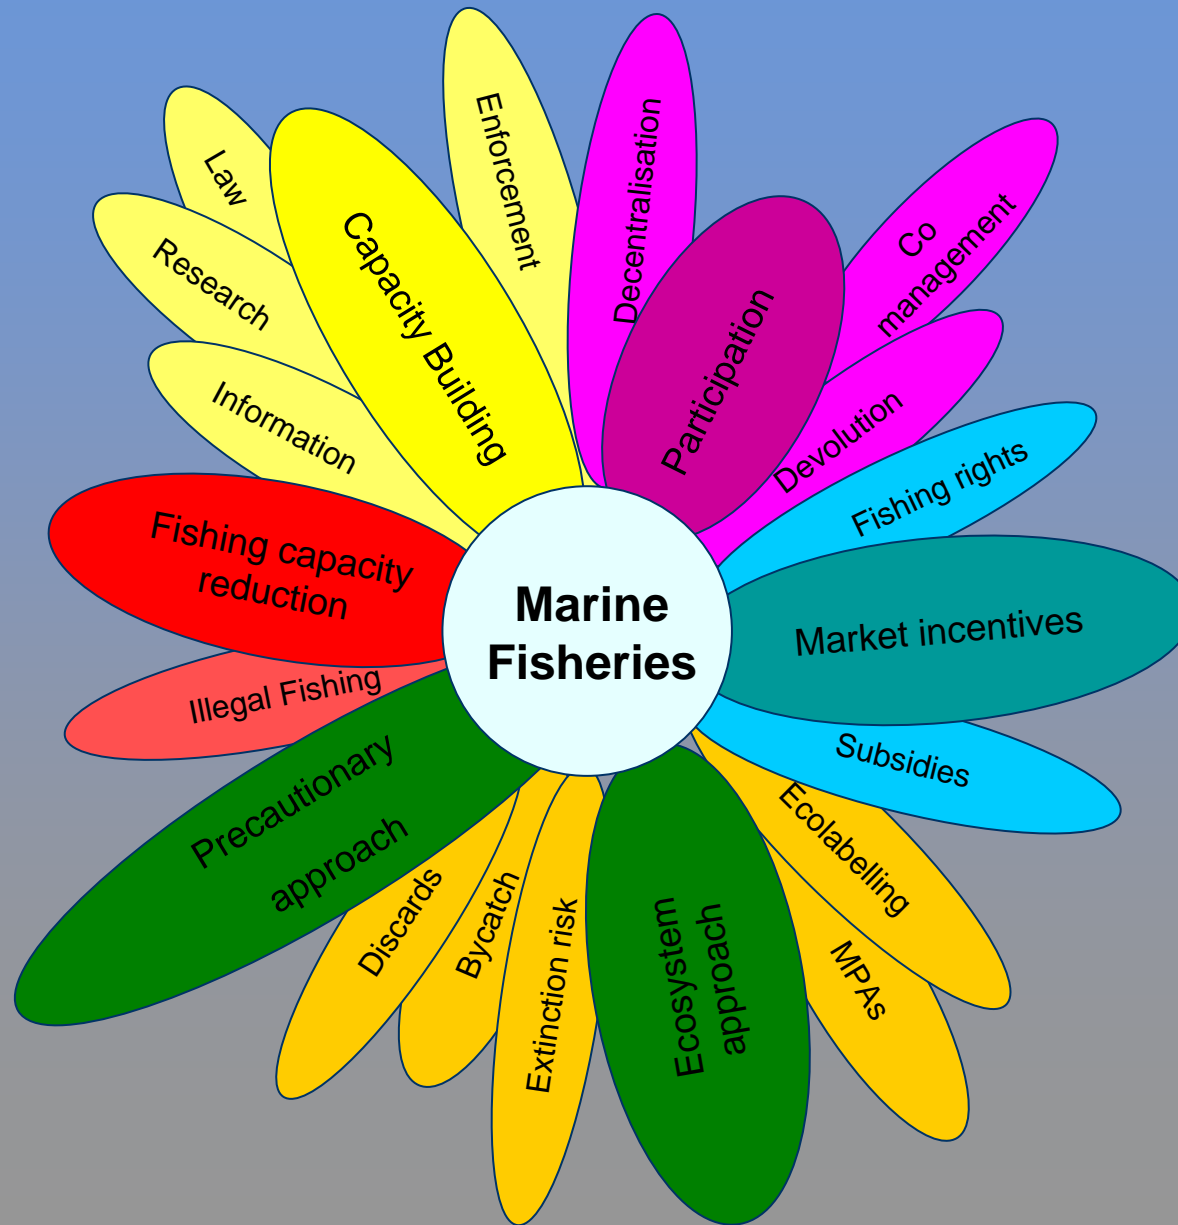 Enforcement
Decentralisation
Law
Co
management
Research
Capacity Building
Participation
Information
Devolution
Fishing rights
Fishing capacity
reduction
Marine
Fisheries
Market incentives
Illegal Fishing
Subsidies
Precautionary
approach
Ecolabelling
Discards
Bycatch
Extinction risk
Ecosystem
approach
MPAs